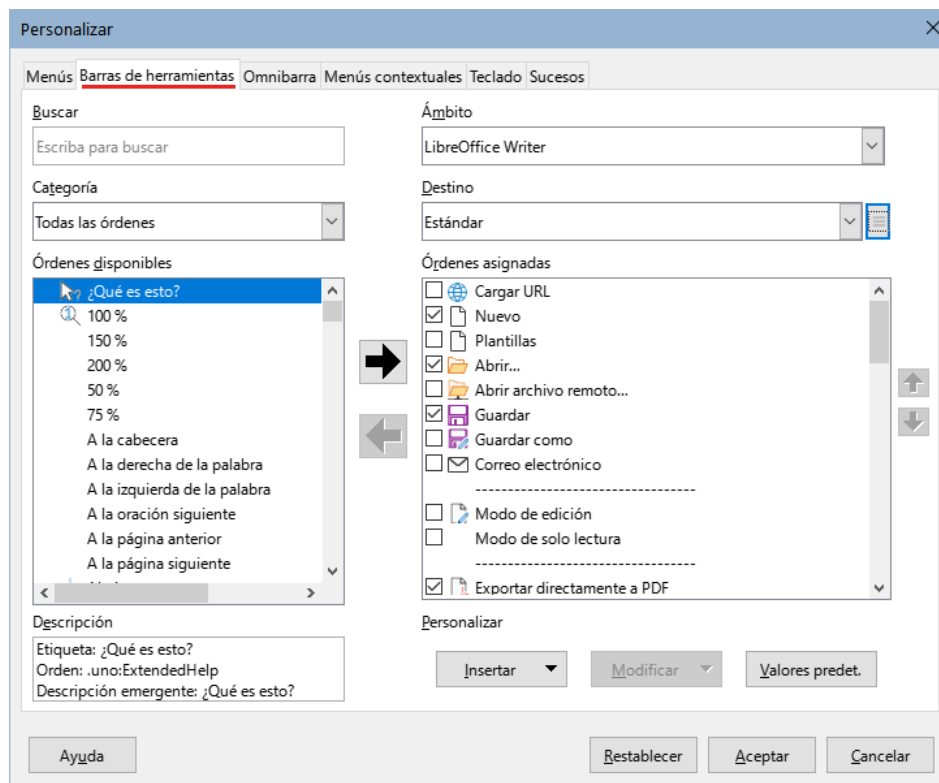 Personalizar
Menús Barras de herramientas Omnibarra Menús contextuales Teclado Sucesos
Buscar
Escriba para buscar
Categoría
Todas las órdenes
Órdenes disponibles
¿Qué es esto?
100 %
150 %
200 %
50 %
75 %
A la cabecera
A la derecha de la palabra
A la izquierda de la palabra
A la oración siguiente
A la página anterior
A la página siguiente
Descripción
Etiqueta: ¿Qué es esto?
Orden: .uno:ExtendedHelp
Descripción emergente: ¿Qué es esto?
Ámbito
LibreOffice Writer
Destino
Estándar
Órdenes asignadas
Cargar URL
Nuevo
Plantillas
Abrir...
Abrir archivo remoto...
Guardar
Guardar como
Correo electrónico
----------------------------------
Modo de edición
Modo de solo lectura
----------------------------------
Exportar directamente a PDF
Personalizar
Insertar Modificar Valores predet.
Ayuda Restablecer Aceptar Cancelar